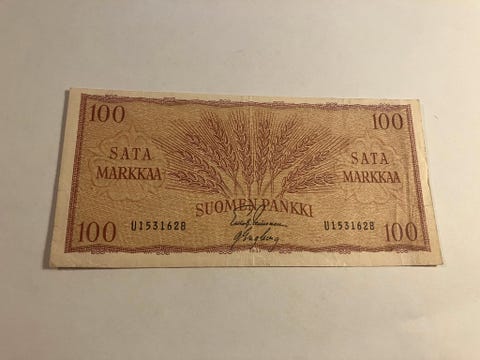 100 100
SATA SATA
MARKKAA MARKKAA
SUOMEN PANKKI
100 U1531628 U1531628 100